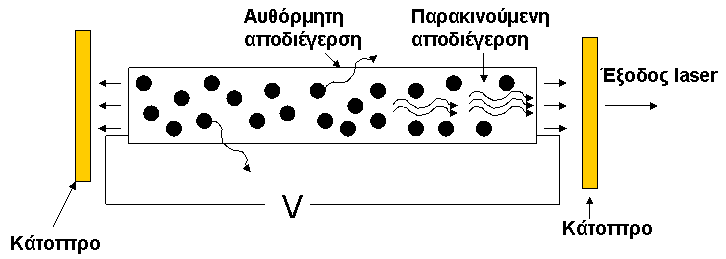 Αυθόρμητη
αποδιέγερση
Παρακινούμενη
αποδιέγερση
Έξοδος laser
V
Κάτοπτρο
Κάτοπτρο